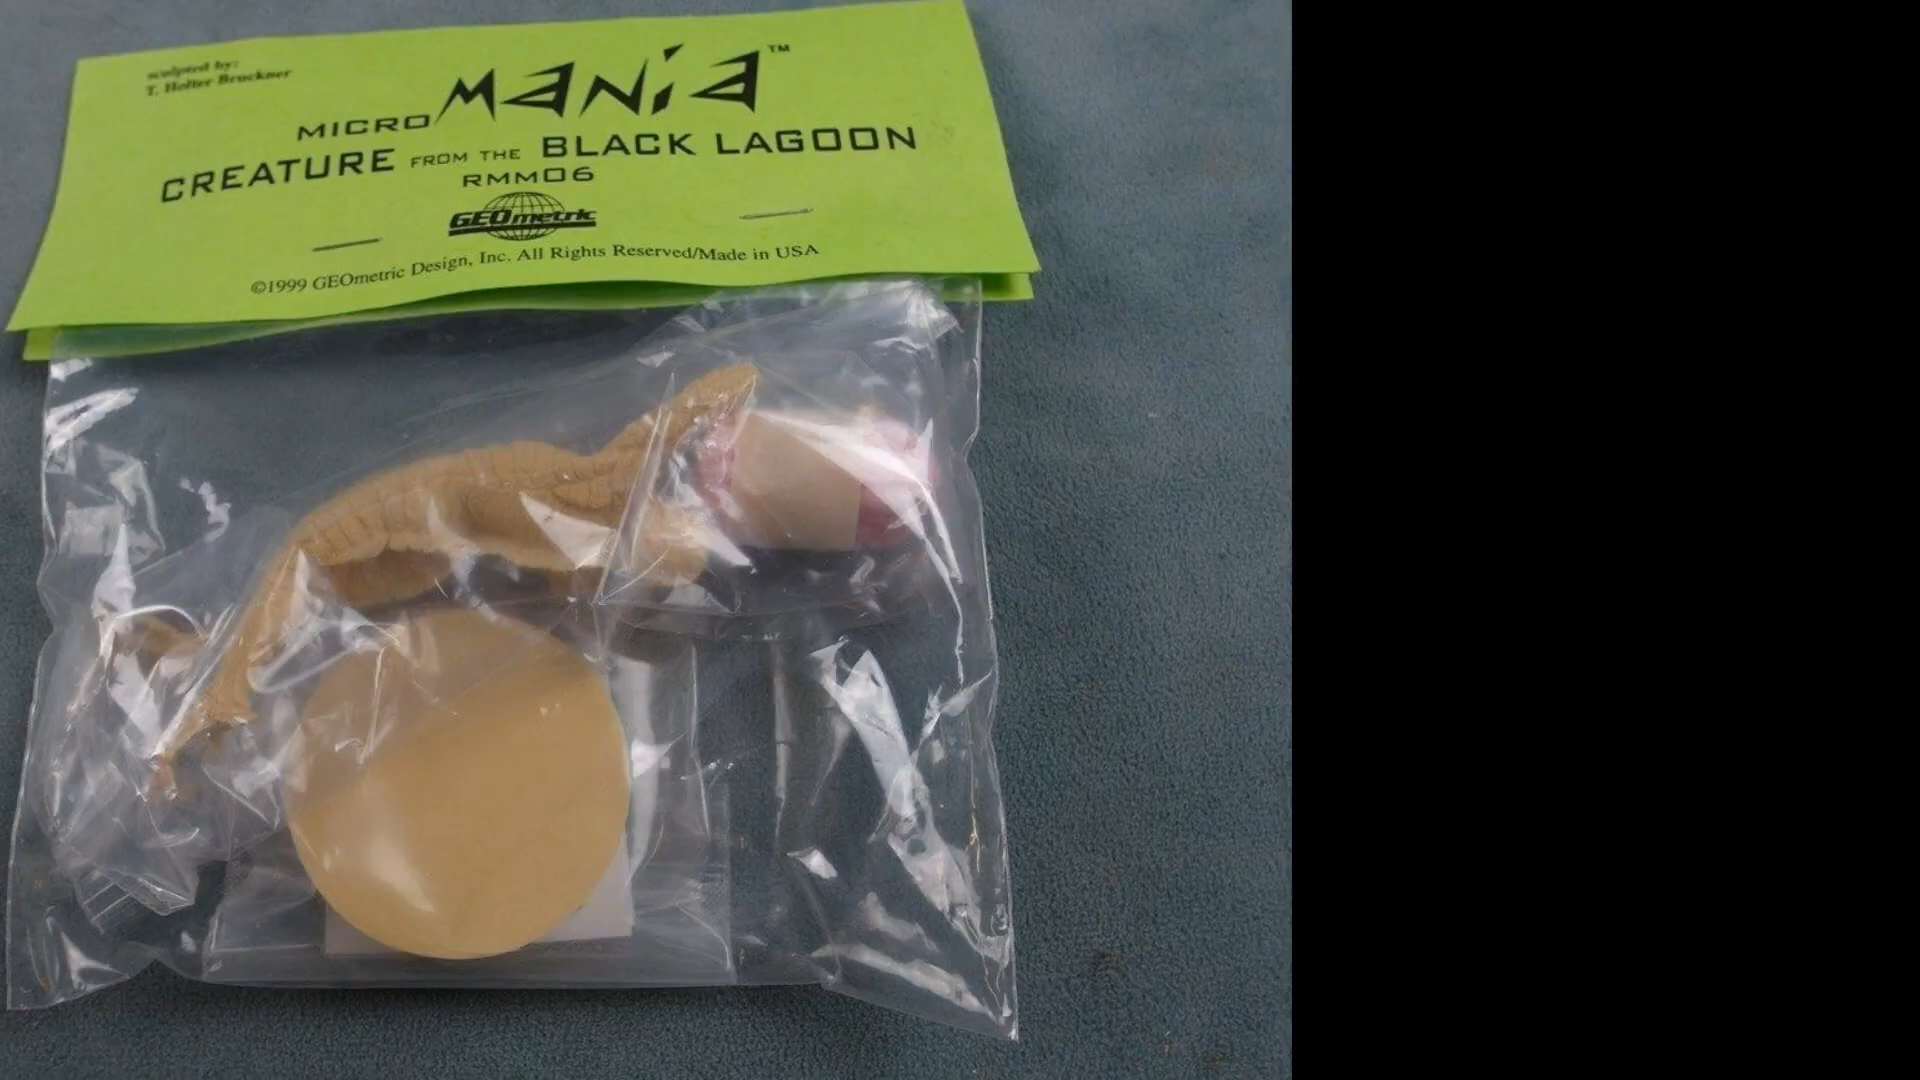 sculpted by:
T. Holter Bruckner
MICRO MANIA™
CREATURE FROM THE BLACK LAGOON
RMM06
GEOmetric
©1999 GEOmetric Design, Inc. All Rights Reserved/Made in USA